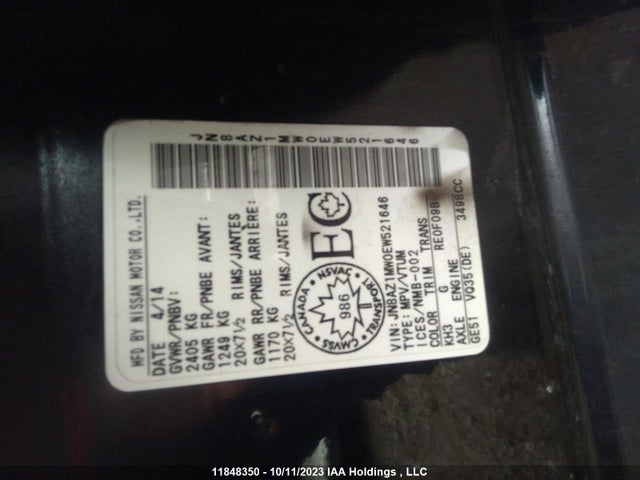 JN8AZ1MW0EW521646
MFD BY NISSAN MOTOR CO.,LTD.
DATE 4/14
GVWR/PNBV:
2405 KG
GAWR FR/PNBE AVANT:
1249 KG
20X7½ RIMS/JANTES
GAWR RR/PNBE ARRIÈRE:
1170 KG
20X7½ RIMS/JANTES
EC
CANADA · NSVAC · TRANSPORT · CMVSS
986
VIN:JN8AZ1MW0EW521646
TYPE:MPV/VTUM
ICES/NMB-002
COLOR TRIM TRANS
KH3 G RE0F09B
AXLE ENGINE
GE51 VQ35(DE) 3498CC
11848350 - 10/11/2023 IAA Holdings , LLC